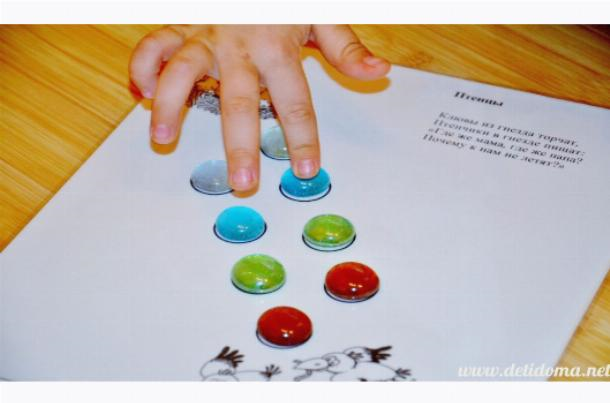 Птенцы
Клювы из гнезда торчат,
Птенчики в гнезде пищат:
«Где же мама, где же папа?
Почему к нам не летят?»
www.detidoma.net